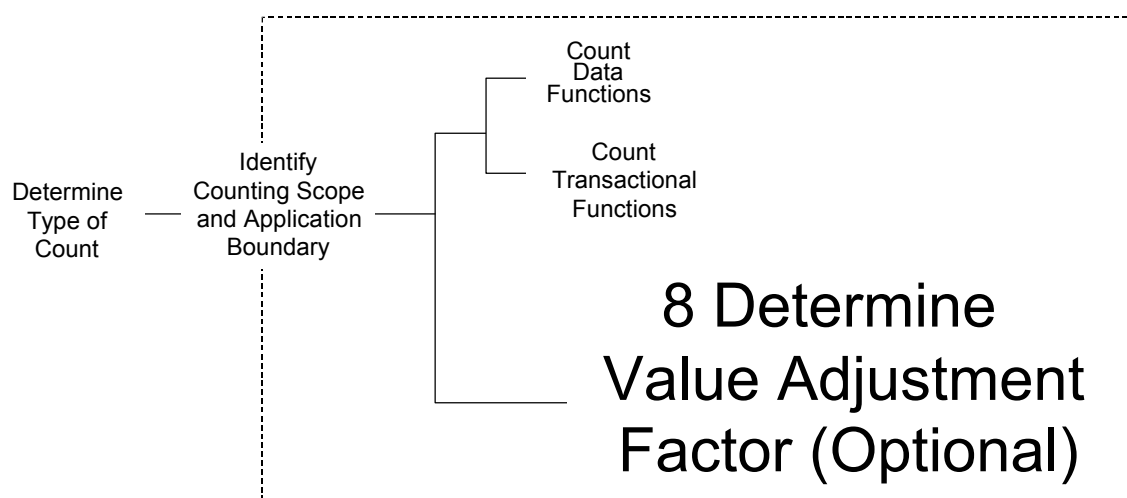 Count
Data
Functions
Count
Transactional
Functions
Identify
Counting Scope
and Application
Boundary
Determine
Type of
Count
8 Determine
Value Adjustment
Factor (Optional)